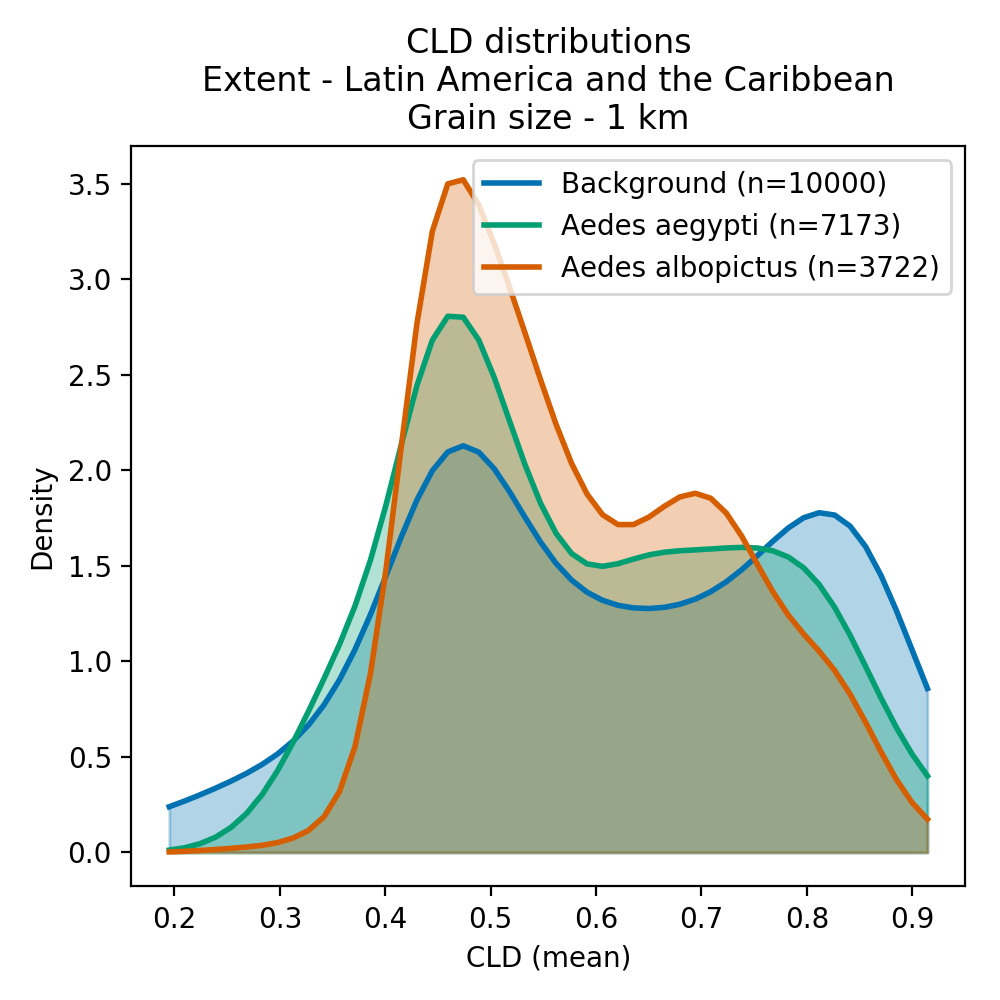 CLD distributions
Extent - Latin America and the Caribbean
Grain size - 1 km
Background (n=10000)
Aedes aegypti (n=7173)
Aedes albopictus (n=3722)
Density
3.5
3.0
2.5
2.0
1.5
1.0
0.5
0.0
0.2 0.3 0.4 0.5 0.6 0.7 0.8 0.9
CLD (mean)